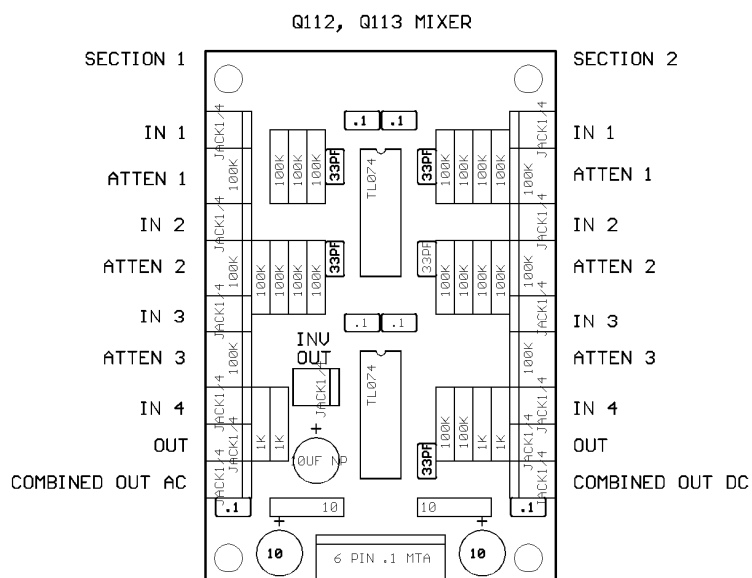 Q112, Q113 MIXER
SECTION 1
SECTION 2
IN 1
ATTEN 1
IN 2
ATTEN 2
IN 3
ATTEN 3
IN 4
OUT
COMBINED OUT AC
IN 1
ATTEN 1
IN 2
ATTEN 2
IN 3
ATTEN 3
IN 4
OUT
COMBINED OUT DC
JACK1/4
100K
JACK1/4
100K
JACK1/4
100K
JACK1/4
JACK1/4
JACK1/4
.1
.1
100K
100K
100K
33PF
TL074
33PF
100K
100K
100K
100K
100K
100K
100K
100K
33PF
33PF
100K
100K
100K
100K
.1
.1
INV
OUT
JACK1/4
TL074
1K
1K
+
10UF NP
100K
100K
1K
1K
33PF
JACK1/4
100K
JACK1/4
100K
JACK1/4
100K
JACK1/4
JACK1/4
JACK1/4
.1
10
10
.1
+
10
6 PIN .1 MTA
+
10